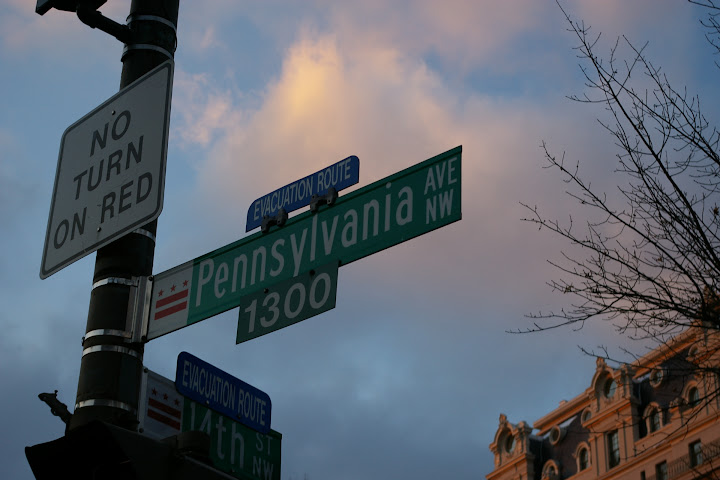 NO
TURN
ON RED
EVACUATION ROUTE
Pennsylvania AVE NW
1300
EVACUATION ROUTE
14th ST NW